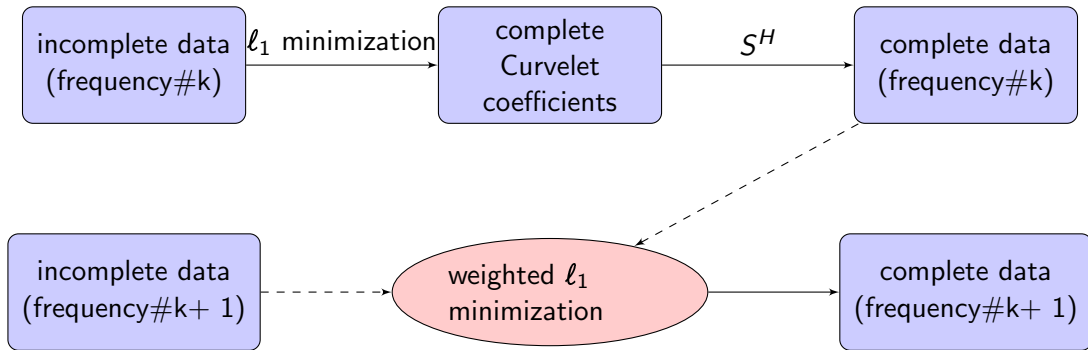 incomplete data
(frequency#k)
ℓ₁ minimization
complete
Curvelet
coefficients
S^H
complete data
(frequency#k)
incomplete data
(frequency#k+ 1)
weighted ℓ₁
minimization
complete data
(frequency#k+ 1)